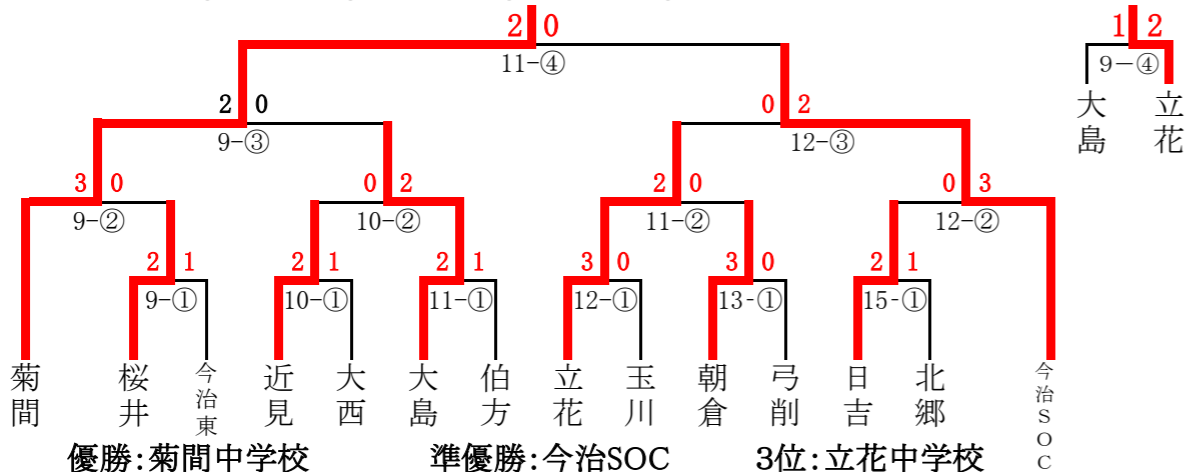 2 0 1 2
11-④ 9－④
大島 立花
2 0 0 2
9-③ 12-③
3 0 0 2 2 0 0 3
9-② 10-② 11-② 12-②
2 1 2 1 2 1 3 0 3 0 2 1
9-① 10-① 11-① 12-① 13-① 15-①
菊間 桜井 今治東 近見 大西 大島 伯方 立花 玉川 朝倉 弓削 日吉 北郷 今治SOC
優勝:菊間中学校 準優勝:今治SOC 3位:立花中学校